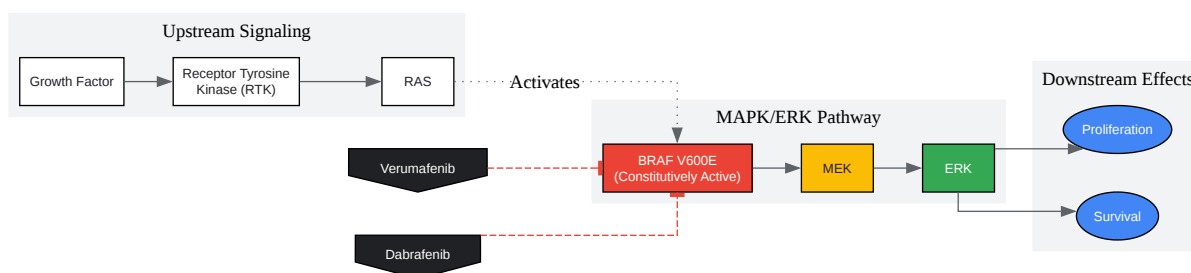 Upstream Signaling
Growth Factor
Receptor Tyrosine
Kinase (RTK)
RAS
Activates
Downstream Effects
MAPK/ERK Pathway
Proliferation
Verumafenib
BRAF V600E
(Constitutively Active)
MEK
ERK
Survival
Dabrafenib